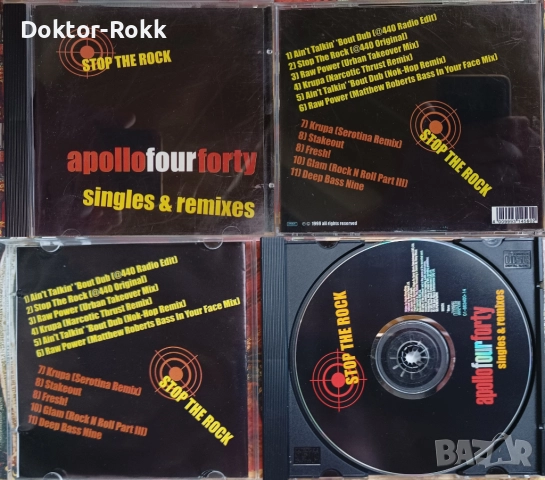 Doktor-Rokk
STOP THE ROCK
apollofourforty
singles & remixes
1) Ain't Talkin' 'Bout Dub (@440 Radio Edit)
2) Stop The Rock (@440 Original)
3) Raw Power (Urban Takeover Mix)
4) Krupa (Narcotic Thrust Remix)
5) Ain't Talkin' 'Bout Dub (Nok-Hop Remix)
6) Raw Power (Matthew Roberts Bass In Your Face Mix)
7) Krupa (Serotina Remix)
8) Stakeout
8) Fresh!
10) Glam (Rock N Roll Part III)
11) Deep Bass Nine
STOP THE ROCK
1999 all rights reserved
1) Ain't Talkin' 'Bout Dub (@440 Radio Edit)
2) Stop The Rock (@440 Original)
3) Raw Power (Urban Takeover Mix)
4) Krupa (Narcotic Thrust Remix)
5) Ain't Talkin' 'Bout Dub (Nok-Hop Remix)
6) Raw Power (Matthew Roberts Bass In Your Face Mix)
7) Krupa (Serotina Remix)
8) Stakeout
8) Fresh!
10) Glam (Rock N Roll Part III)
11) Deep Bass Nine
STOP THE ROCK
STOP THE ROCK
apollofourforty
singles & remixes
BAZAR